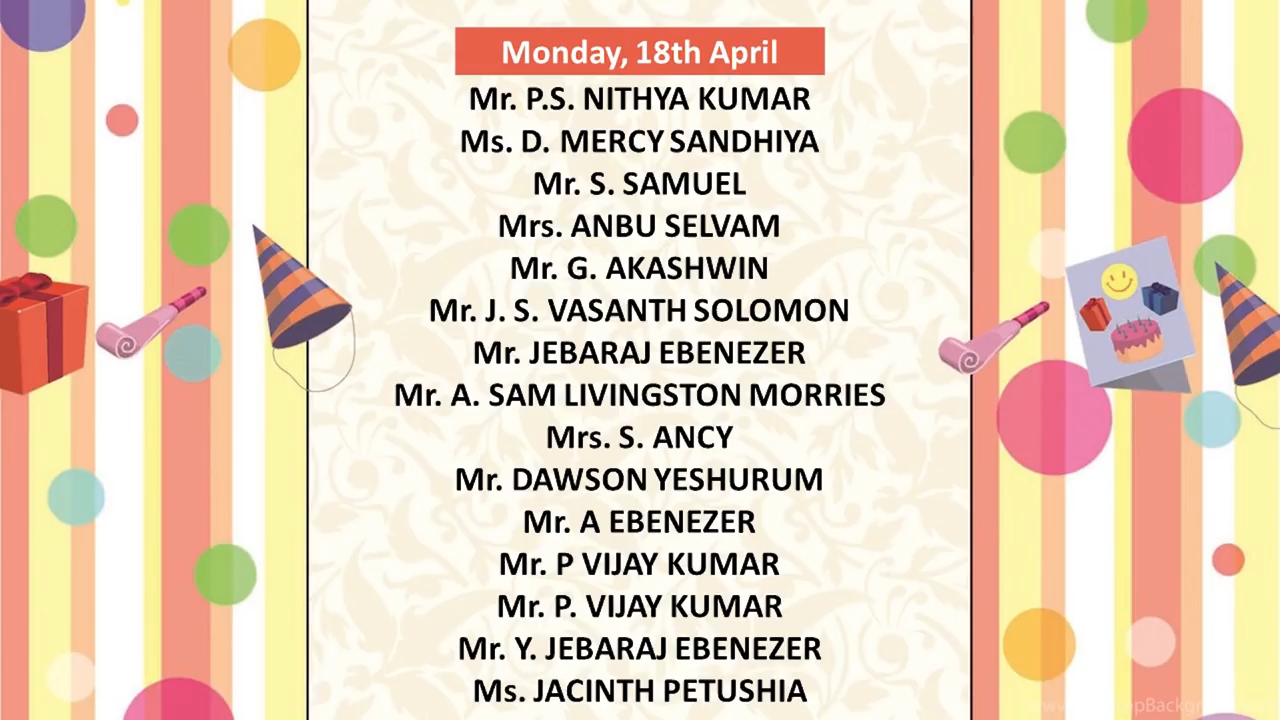 Monday, 18th April
Mr. P.S. NITHYA KUMAR
Ms. D. MERCY SANDHIYA
Mr. S. SAMUEL
Mrs. ANBU SELVAM
Mr. G. AKASHWIN
Mr. J. S. VASANTH SOLOMON
Mr. JEBARAJ EBENEZER
Mr. A. SAM LIVINGSTON MORRIES
Mrs. S. ANCY
Mr. DAWSON YESHURUM
Mr. A EBENEZER
Mr. P VIJAY KUMAR
Mr. P. VIJAY KUMAR
Mr. Y. JEBARAJ EBENEZER
Ms. JACINTH PETUSHIA